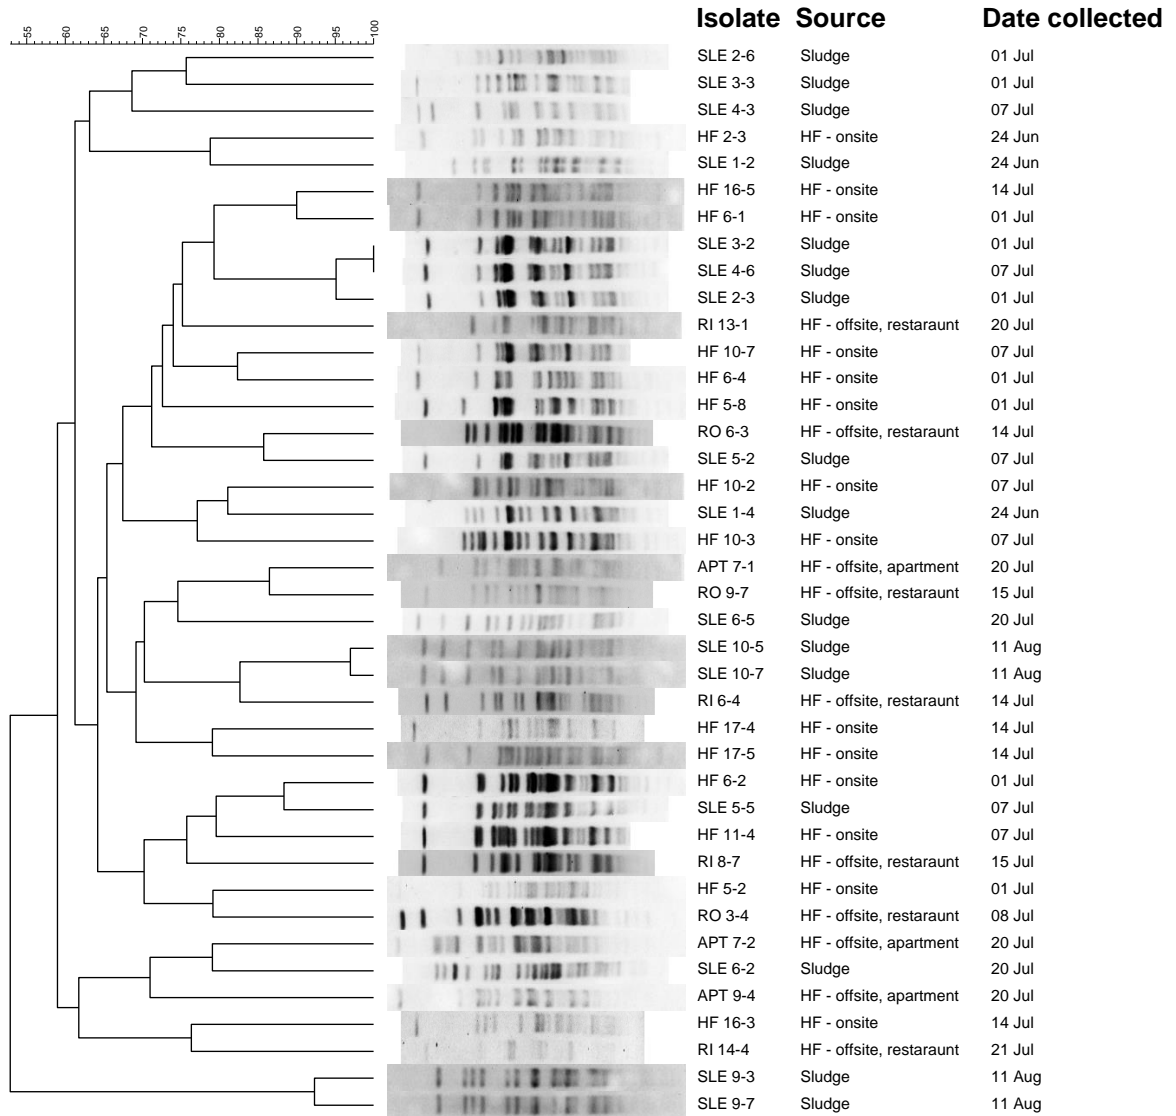 Isolate Source Date collected
55 60 65 70 75 80 85 90 95 100
SLE 2-6 Sludge 01 Jul
SLE 3-3 Sludge 01 Jul
SLE 4-3 Sludge 07 Jul
HF 2-3 HF - onsite 24 Jun
SLE 1-2 Sludge 24 Jun
HF 16-5 HF - onsite 14 Jul
HF 6-1 HF - onsite 01 Jul
SLE 3-2 Sludge 01 Jul
SLE 4-6 Sludge 07 Jul
SLE 2-3 Sludge 01 Jul
RI 13-1 HF - offsite, restaraunt 20 Jul
HF 10-7 HF - onsite 07 Jul
HF 6-4 HF - onsite 01 Jul
HF 5-8 HF - onsite 01 Jul
RO 6-3 HF - offsite, restaraunt 14 Jul
SLE 5-2 Sludge 07 Jul
HF 10-2 HF - onsite 07 Jul
SLE 1-4 Sludge 24 Jun
HF 10-3 HF - onsite 07 Jul
APT 7-1 HF - offsite, apartment 20 Jul
RO 9-7 HF - offsite, restaraunt 15 Jul
SLE 6-5 Sludge 20 Jul
SLE 10-5 Sludge 11 Aug
SLE 10-7 Sludge 11 Aug
RI 6-4 HF - offsite, restaraunt 14 Jul
HF 17-4 HF - onsite 14 Jul
HF 17-5 HF - onsite 14 Jul
HF 6-2 HF - onsite 01 Jul
SLE 5-5 Sludge 07 Jul
HF 11-4 HF - onsite 07 Jul
RI 8-7 HF - offsite, restaraunt 15 Jul
HF 5-2 HF - onsite 01 Jul
RO 3-4 HF - offsite, restaraunt 08 Jul
APT 7-2 HF - offsite, apartment 20 Jul
SLE 6-2 Sludge 20 Jul
APT 9-4 HF - offsite, apartment 20 Jul
HF 16-3 HF - onsite 14 Jul
RI 14-4 HF - offsite, restaraunt 21 Jul
SLE 9-3 Sludge 11 Aug
SLE 9-7 Sludge 11 Aug